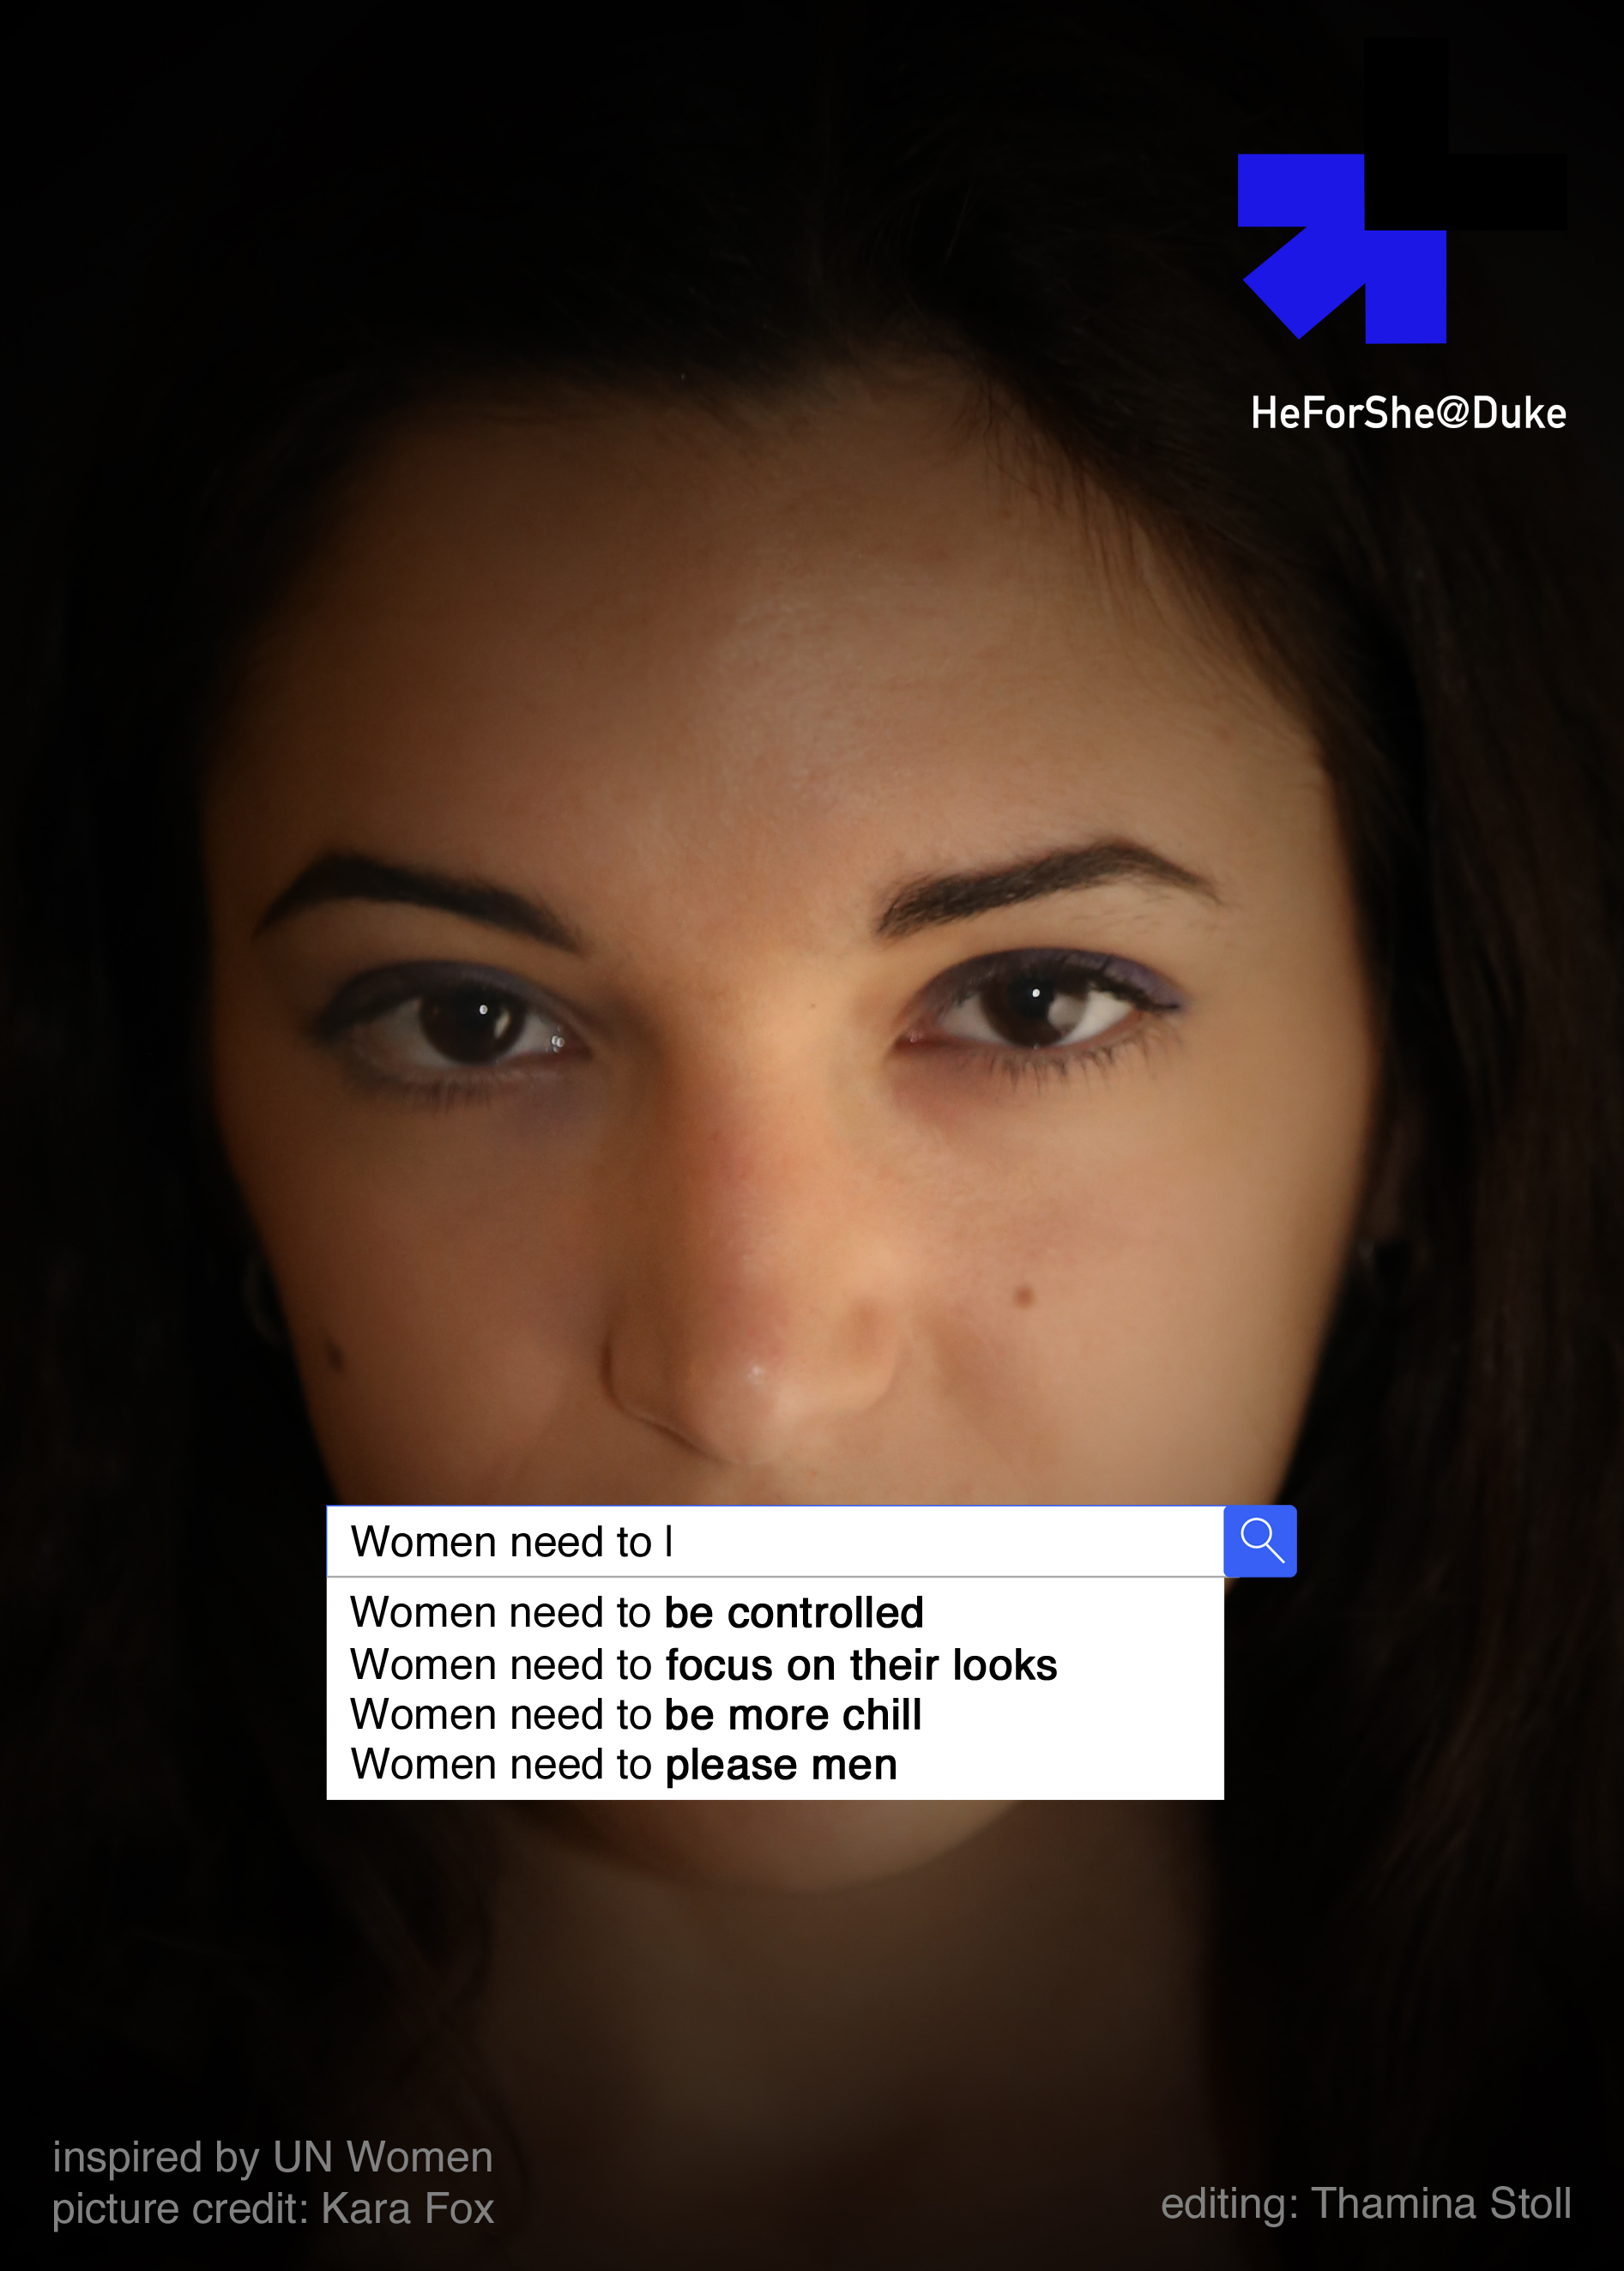 HeForShe@Duke
Women need to
Women need to be controlled
Women need to focus on their looks
Women need to be more chill
Women need to please men
inspired by UN Women
picture credit: Kara Fox
editing: Thamina Stoll